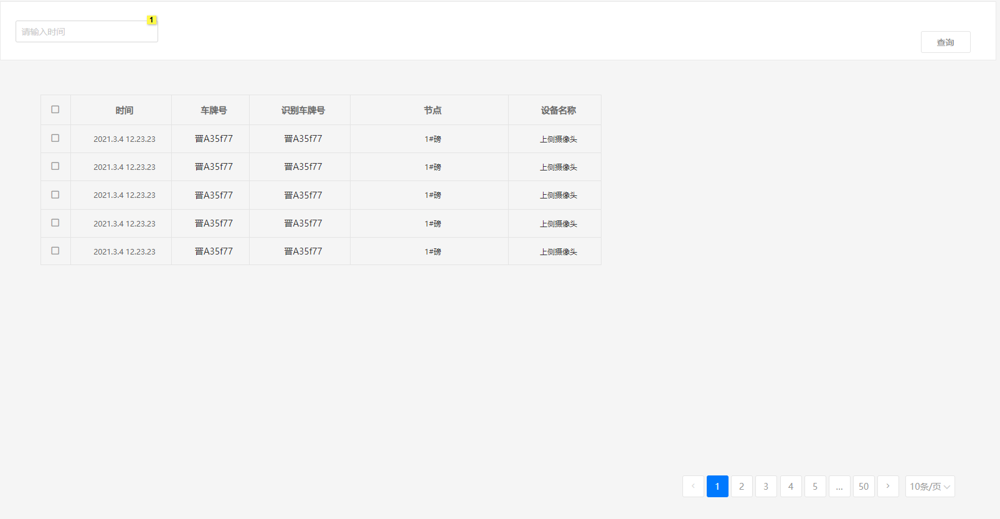 1
请输入时间
查询
时间 车牌号 识别车牌号 节点 设备名称
2021.3.4 12.23.23 晋A35f77 晋A35f77 1#磅 上侧摄像头
2021.3.4 12.23.23 晋A35f77 晋A35f77 1#磅 上侧摄像头
2021.3.4 12.23.23 晋A35f77 晋A35f77 1#磅 上侧摄像头
2021.3.4 12.23.23 晋A35f77 晋A35f77 1#磅 上侧摄像头
2021.3.4 12.23.23 晋A35f77 晋A35f77 1#磅 上侧摄像头
‹ 1 2 3 4 5 ... 50 › 10条/页